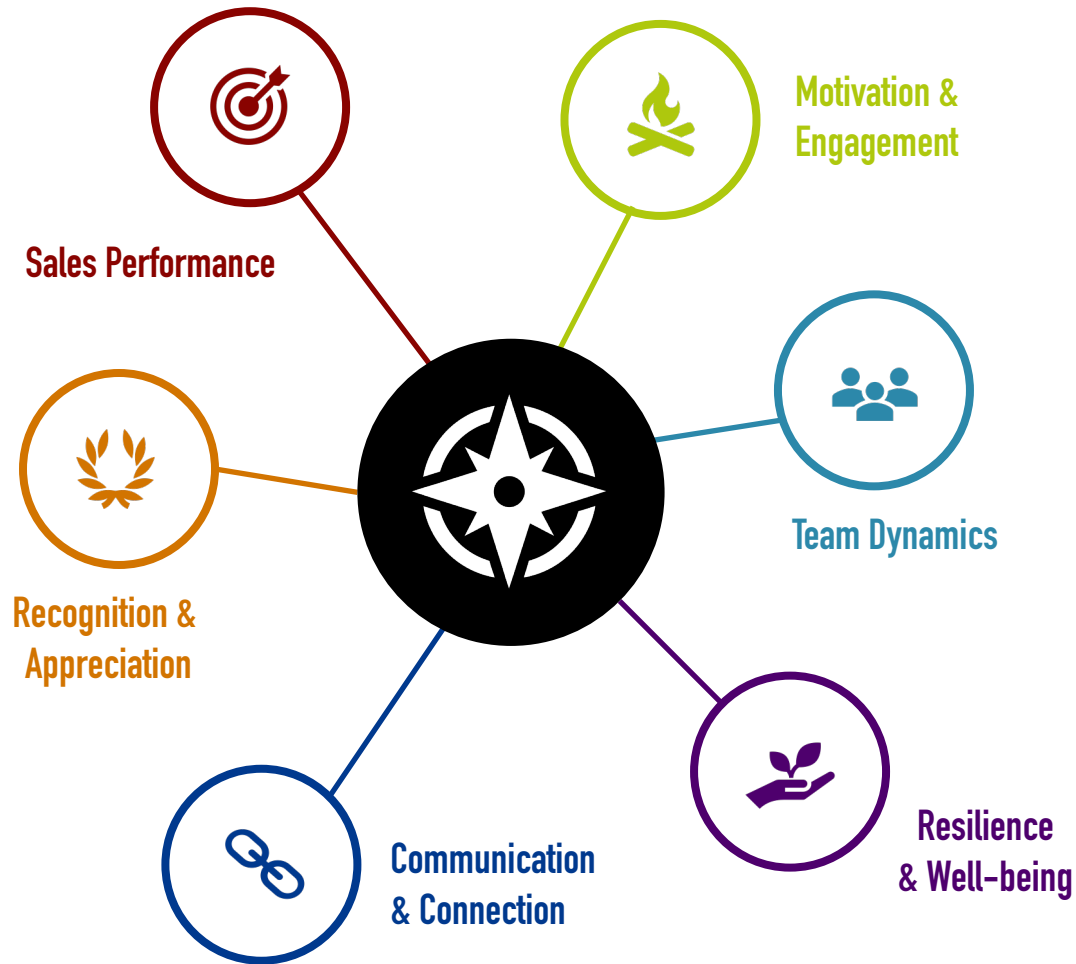 Motivation &
Engagement
Sales Performance
Team Dynamics
Recognition &
Appreciation
Resilience
& Well-being
Communication
& Connection